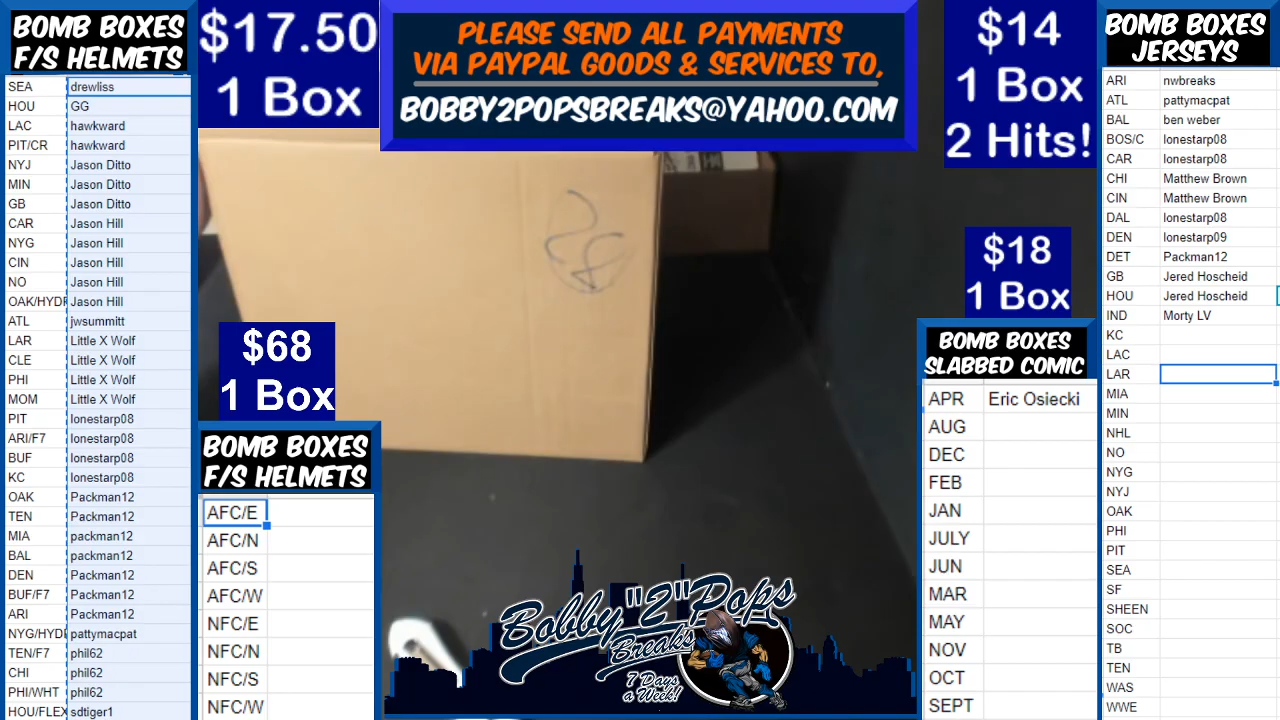 BOMB BOXES
F/S HELMETS
SEA drewliss
HOU GG
LAC hawkward
PIT/CR hawkward
NYJ Jason Ditto
MIN Jason Ditto
GB Jason Ditto
CAR Jason Hill
NYG Jason Hill
CIN Jason Hill
NO Jason Hill
OAK/HYDR Jason Hill
ATL jwsummitt
LAR Little X Wolf
CLE Little X Wolf
PHI Little X Wolf
MOM Little X Wolf
PIT lonestarp08
ARI/F7 lonestarp08
BUF lonestarp08
KC lonestarp08
OAK Packman12
TEN Packman12
MIA packman12
BAL packman12
DEN Packman12
BUF/F7 Packman12
ARI Packman12
NYG/HYDR pattymacpat
TEN/F7 phil62
CHI phil62
PHI/WHT phil62
HOU/FLEX sdtiger1
$17.50
1 Box
PLEASE SEND ALL PAYMENTS
VIA PAYPAL GOODS & SERVICES TO,
BOBBY2POPSBREAKS@YAHOO.COM
$14
1 Box
2 Hits!
$68
1 Box
BOMB BOXES
F/S HELMETS
AFC/E
AFC/N
AFC/S
AFC/W
NFC/E
NFC/N
NFC/S
NFC/W
Bobby "2" Pops
Breaks
7 Days
a Week!
$18
1 Box
BOMB BOXES
SLABBED COMIC
APR Eric Osiecki
AUG
DEC
FEB
JAN
JULY
JUN
MAR
MAY
NOV
OCT
SEPT
BOMB BOXES
JERSEYS
ARI nwbreaks
ATL pattymacpat
BAL ben weber
BOS/C lonestarp08
CAR lonestarp08
CHI Matthew Brown
CIN Matthew Brown
DAL lonestarp08
DEN lonestarp09
DET Packman12
GB Jered Hoscheid
HOU Jered Hoscheid
IND Morty LV
KC
LAC
LAR
MIA
MIN
NHL
NO
NYG
NYJ
OAK
PHI
PIT
SEA
SF
SHEEN
SOC
TB
TEN
WAS
WWE